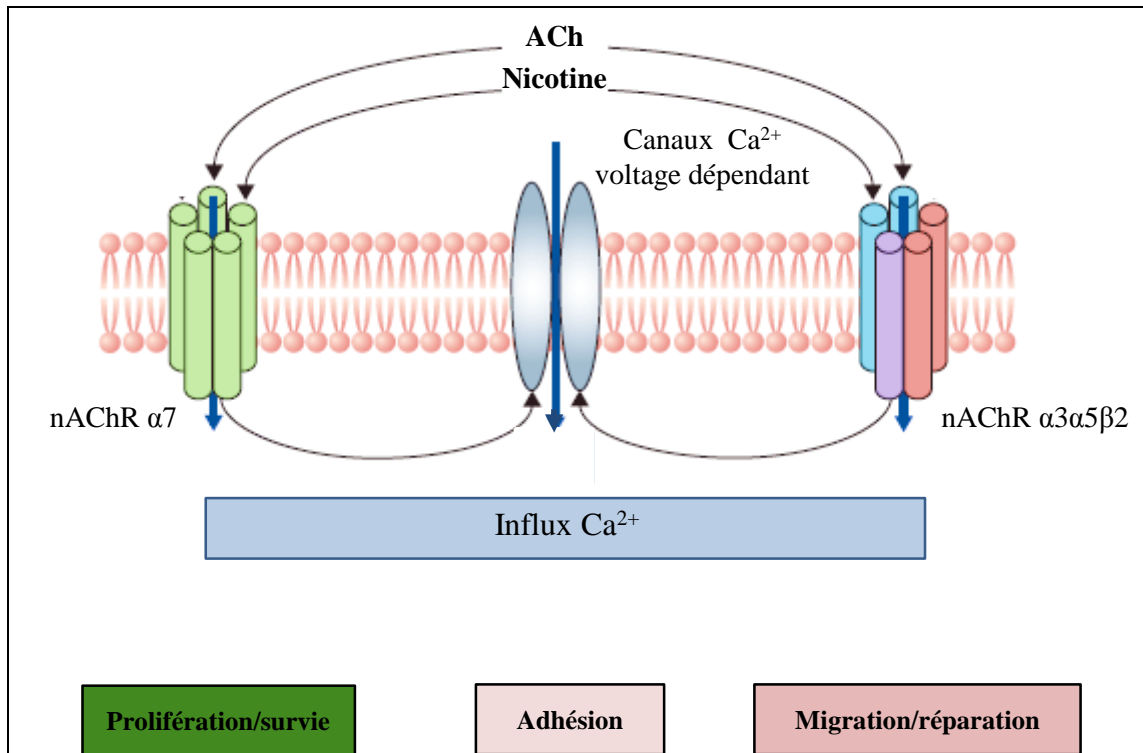 ACh
Nicotine
Canaux Ca²⁺
voltage dépendant
nAChR α7
nAChR α3α5β2
Influx Ca²⁺
Prolifération/survie
Adhésion
Migration/réparation